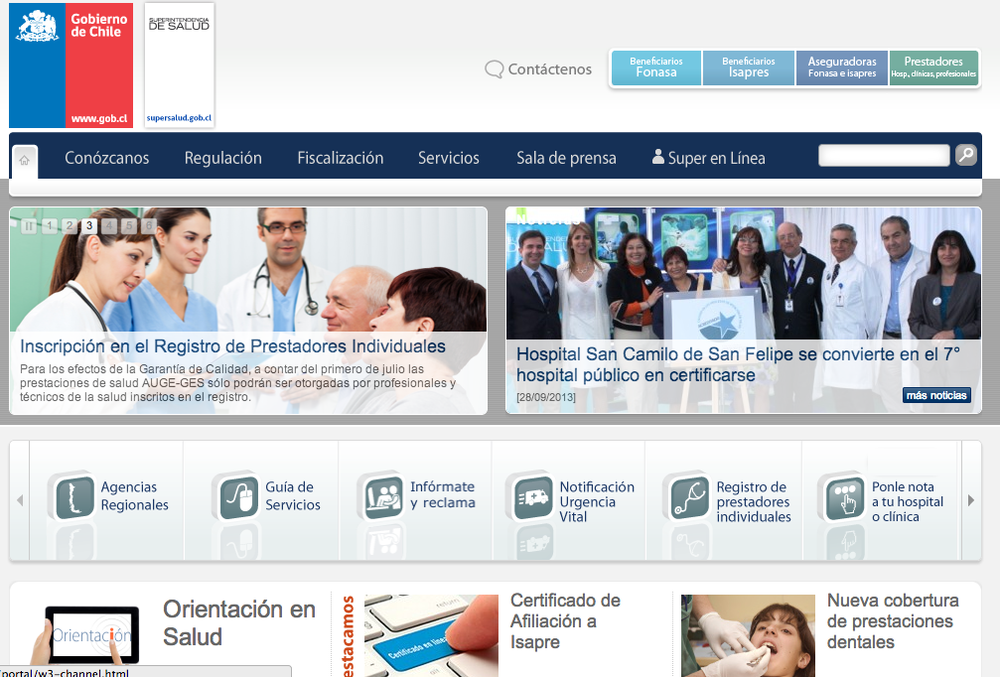 Gobierno
de Chile
www.gob.cl
SUPERINTENDENCIA
DE SALUD
supersalud.gob.cl
Contáctenos
Beneficiarios
Fonasa
Beneficiarios
Isapres
Aseguradoras
Fonasa e isapres
Prestadores
Hosp., clínicas, profesionales
Conózcanos
Regulación
Fiscalización
Servicios
Sala de prensa
Super en Línea
1 2 3 4 5 6
Inscripción en el Registro de Prestadores Individuales
Para los efectos de la Garantía de Calidad, a contar del primero de julio las
prestaciones de salud AUGE-GES sólo podrán ser otorgadas por profesionales y
técnicos de la salud inscritos en el registro.
Hospital San Camilo de San Felipe se convierte en el 7°
hospital público en certificarse
[28/09/2013]
más noticias
Agencias
Regionales
Guía de
Servicios
Infórmate
y reclama
Notificación
Urgencia
Vital
Registro de
prestadores
individuales
Ponle nota
a tu hospital
o clínica
Orientación
Orientación en
Salud
estacamos
return
Certificado en línea
Certificado de
Afiliación a
Isapre
Nueva cobertura
de prestaciones
dentales
/portal/w3-channel.html